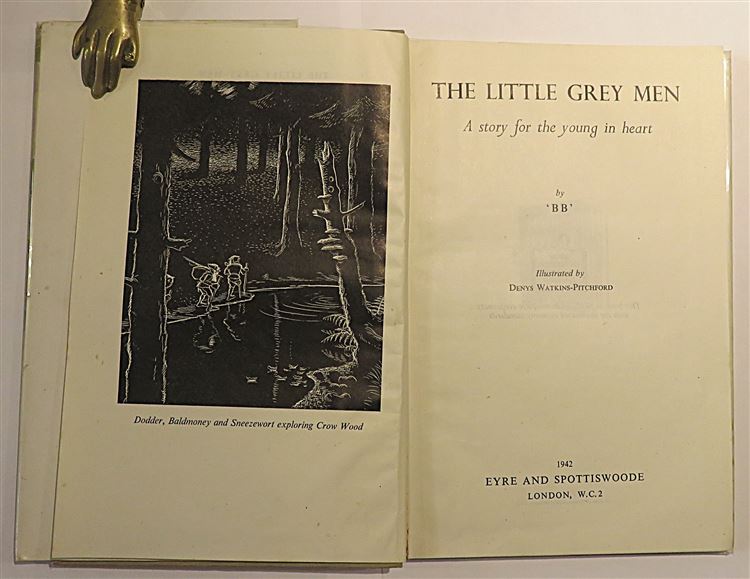 Dodder, Baldmoney and Sneezewort exploring Crow Wood
THE LITTLE GREY MEN
A story for the young in heart
by
‘BB’
Illustrated by
DENYS WATKINS-PITCHFORD
1942
EYRE AND SPOTTISWOODE
LONDON, W.C.2